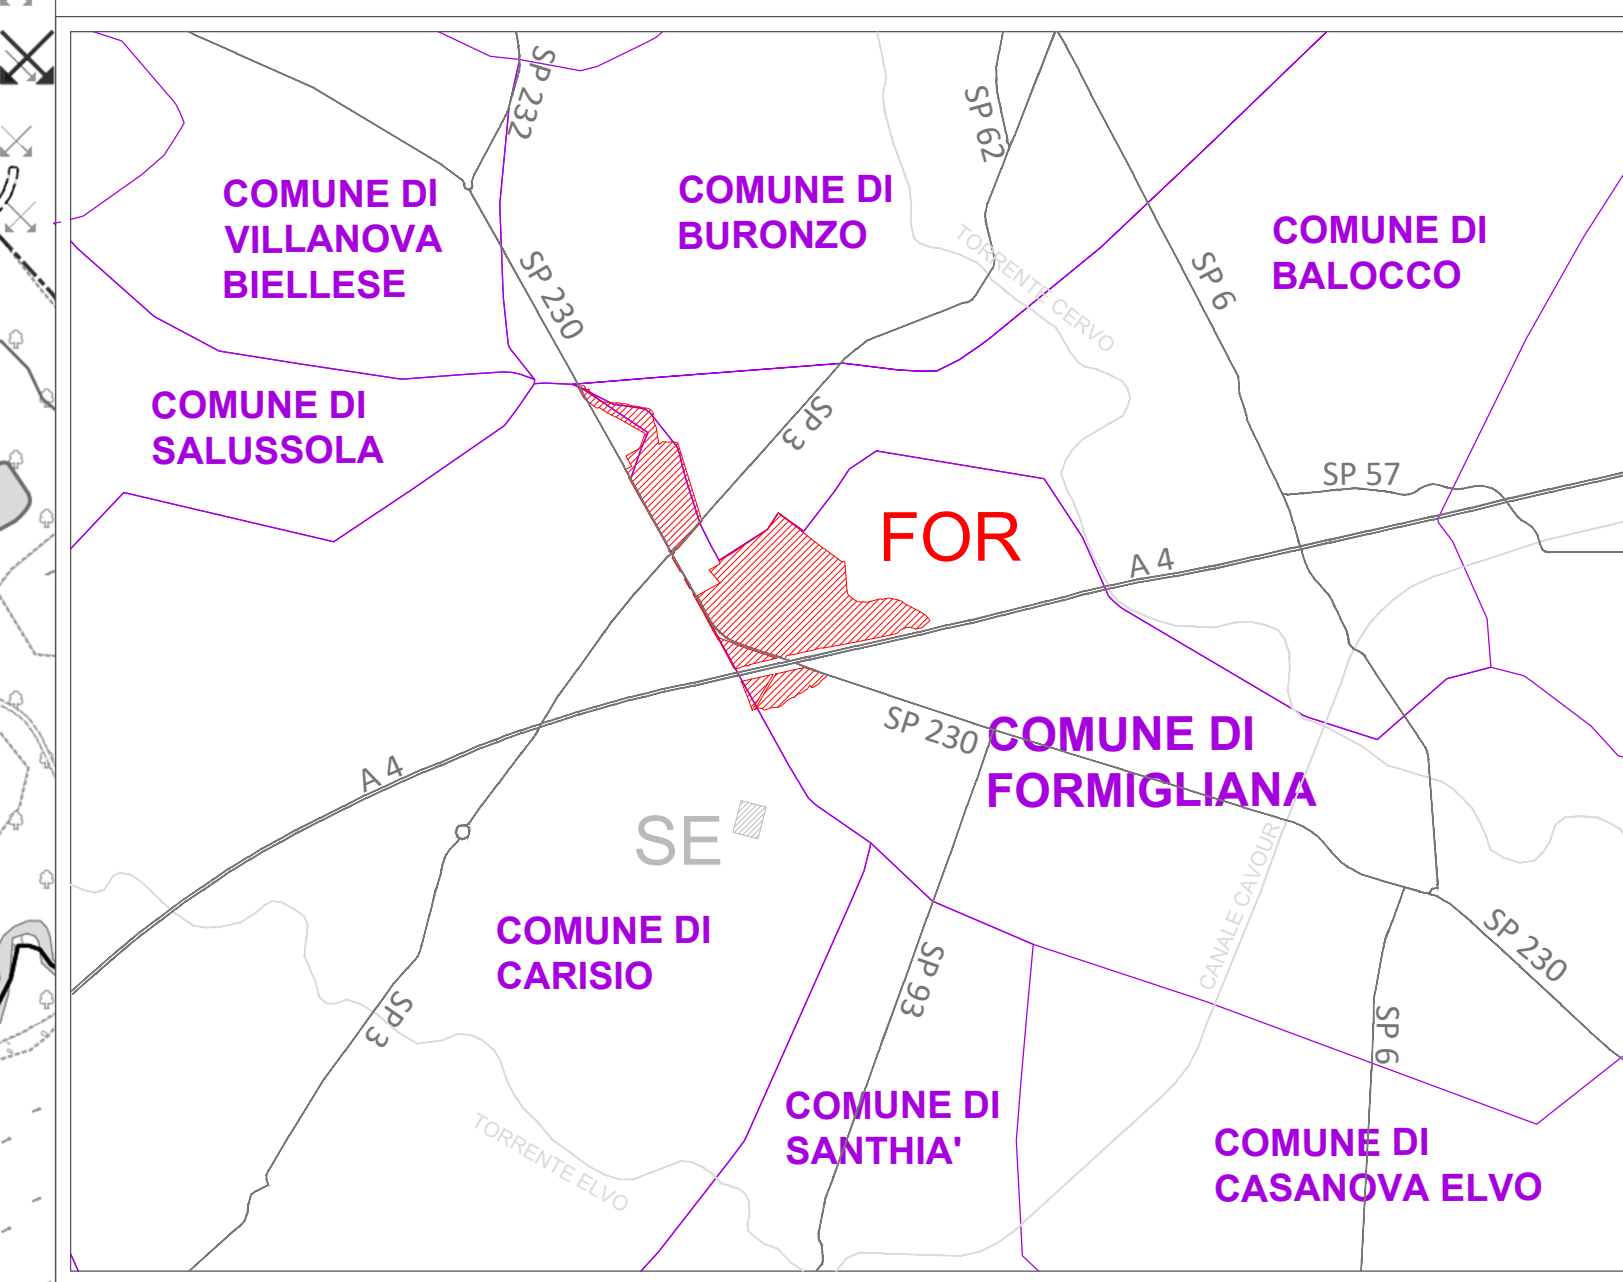 SP 232
SP 62
COMUNE DI
VILLANOVA
BIELLESE
COMUNE DI
BURONZO
COMUNE DI
BALOCCO
TORRENTE CERVO
SP 230
SP 6
COMUNE DI
SALUSSOLA
SP 3
SP 57
FOR
A 4
A 4
SP 230
COMUNE DI
FORMIGLIANA
SE
CANALE CAVOUR
COMUNE DI
CARISIO
SP 230
SP 93
SP 3
SP 6
COMUNE DI
SANTHIA'
TORRENTE ELVO
COMUNE DI
CASANOVA ELVO